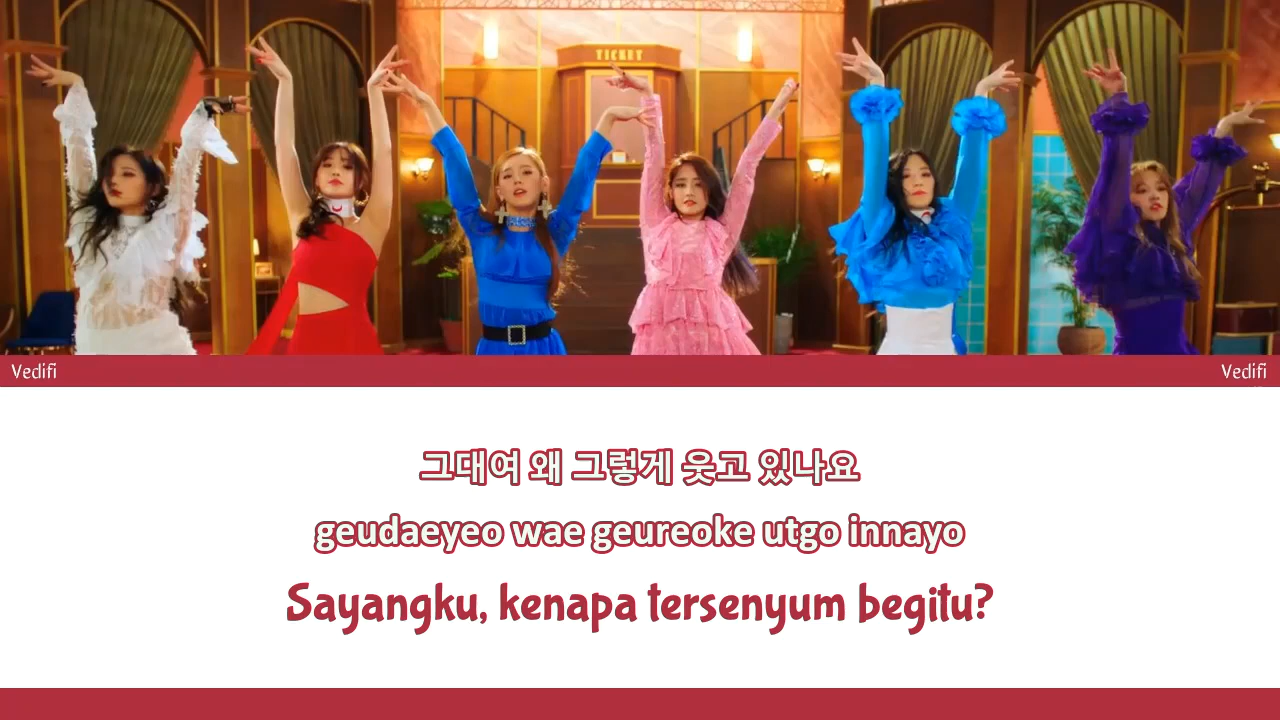 TICKET
Vedifi Vedifi
그대여 왜 그렇게 웃고 있나요
geudaeyeo wae geureoke utgo innayo
Sayangku, kenapa tersenyum begitu?